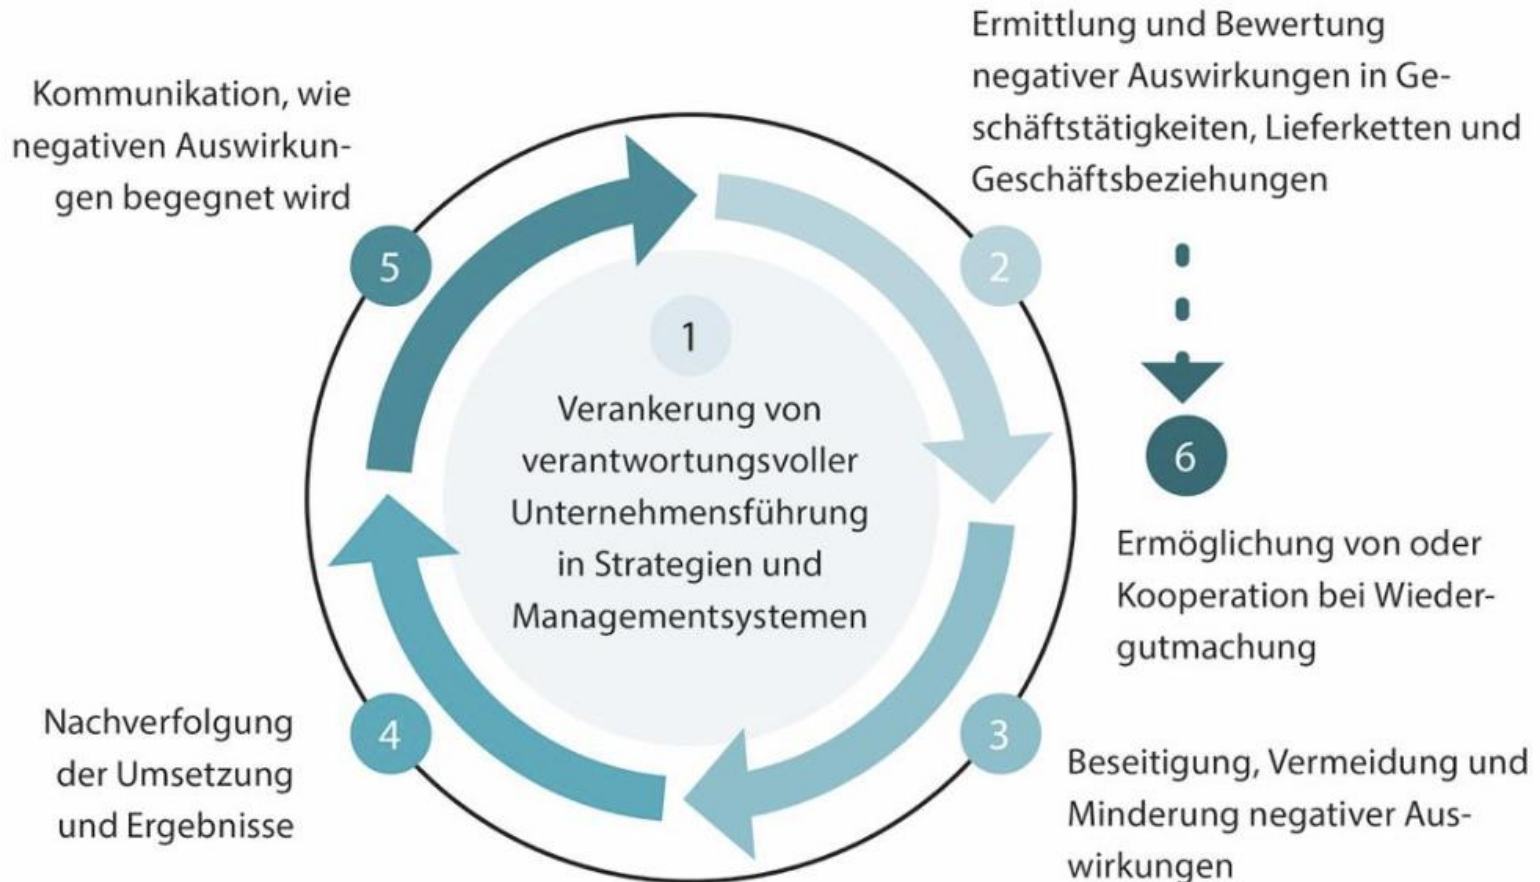 1
Verankerung von
verantwortungsvoller
Unternehmensführung
in Strategien und
Managementsystemen
2
Ermittlung und Bewertung
negativer Auswirkungen in Ge-
schäftstätigkeiten, Lieferketten und
Geschäftsbeziehungen
3
Beseitigung, Vermeidung und
Minderung negativer Aus-
wirkungen
4
Nachverfolgung
der Umsetzung
und Ergebnisse
5
Kommunikation, wie
negativen Auswirkun-
gen begegnet wird
6
Ermöglichung von oder
Kooperation bei Wieder-
gutmachung